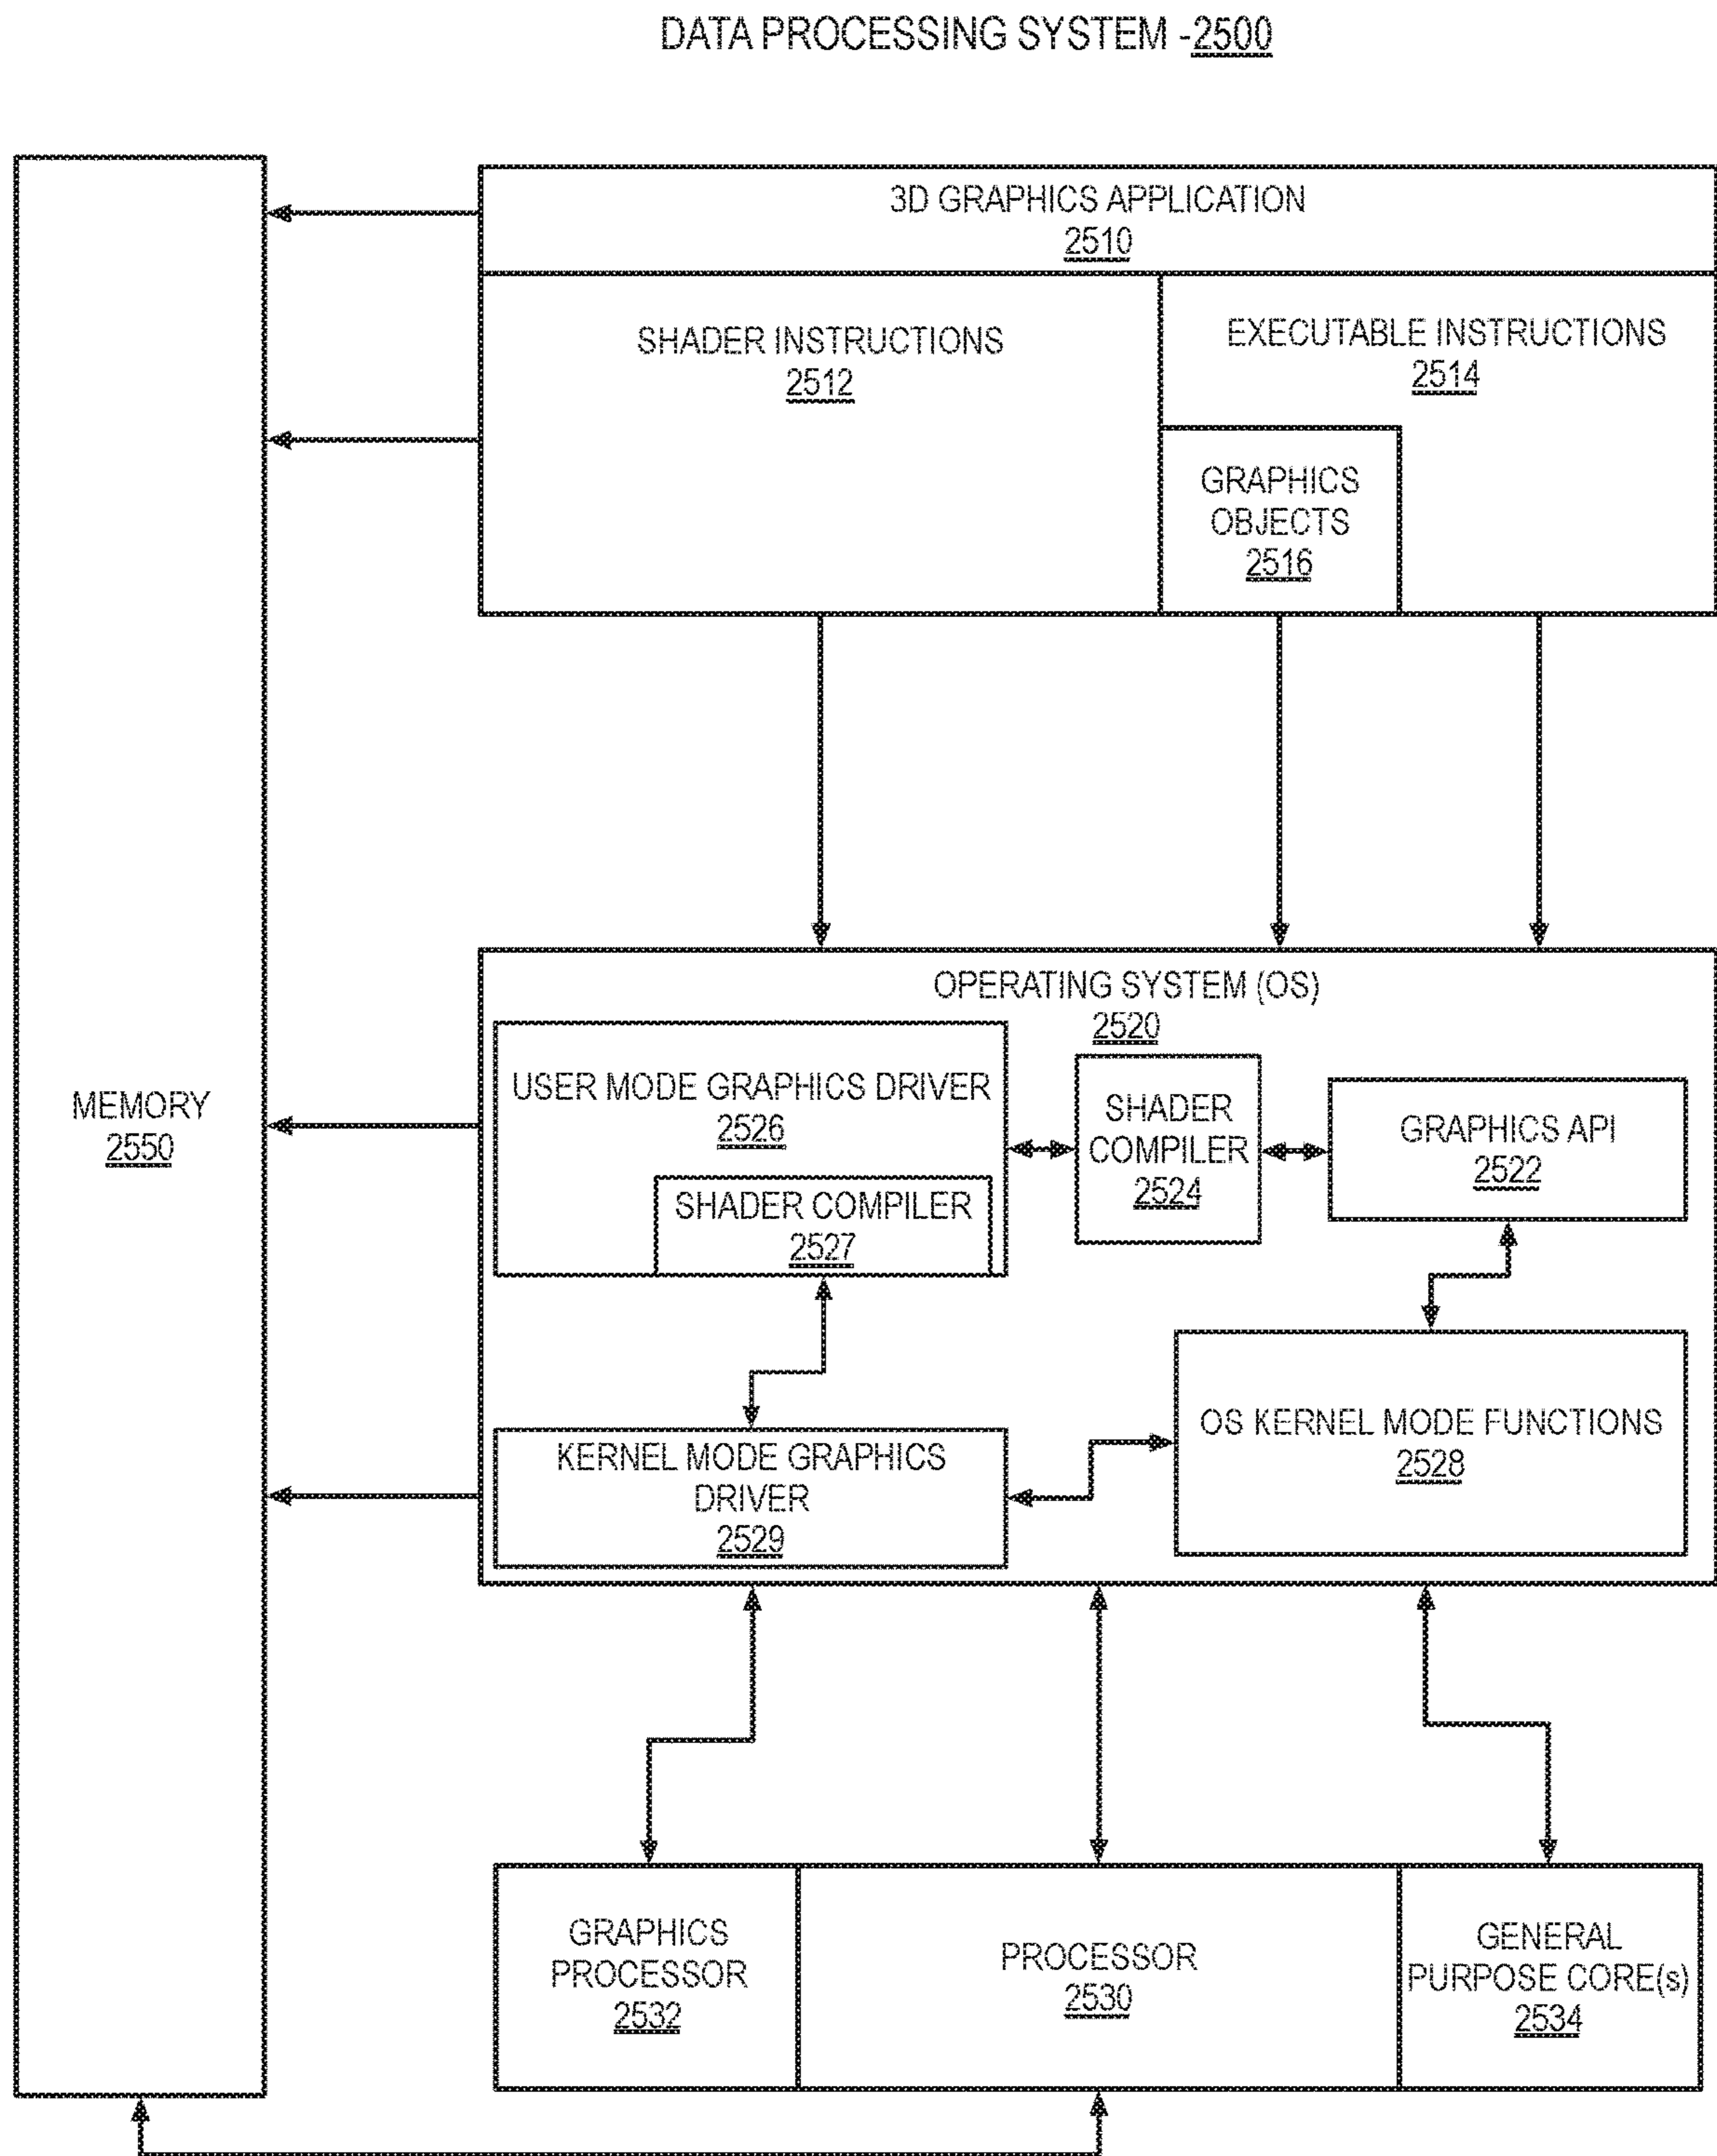 DATA PROCESSING SYSTEM -2500
3D GRAPHICS APPLICATION
2510
SHADER INSTRUCTIONS
2512
EXECUTABLE INSTRUCTIONS
2514
GRAPHICS
OBJECTS
2516
MEMORY
2550
OPERATING SYSTEM (OS)
2520
USER MODE GRAPHICS DRIVER
2526
SHADER COMPILER
2527
SHADER
COMPILER
2524
GRAPHICS API
2522
KERNEL MODE GRAPHICS
DRIVER
2529
OS KERNEL MODE FUNCTIONS
2528
GRAPHICS
PROCESSOR
2532
PROCESSOR
2530
GENERAL
PURPOSE CORE(s)
2534